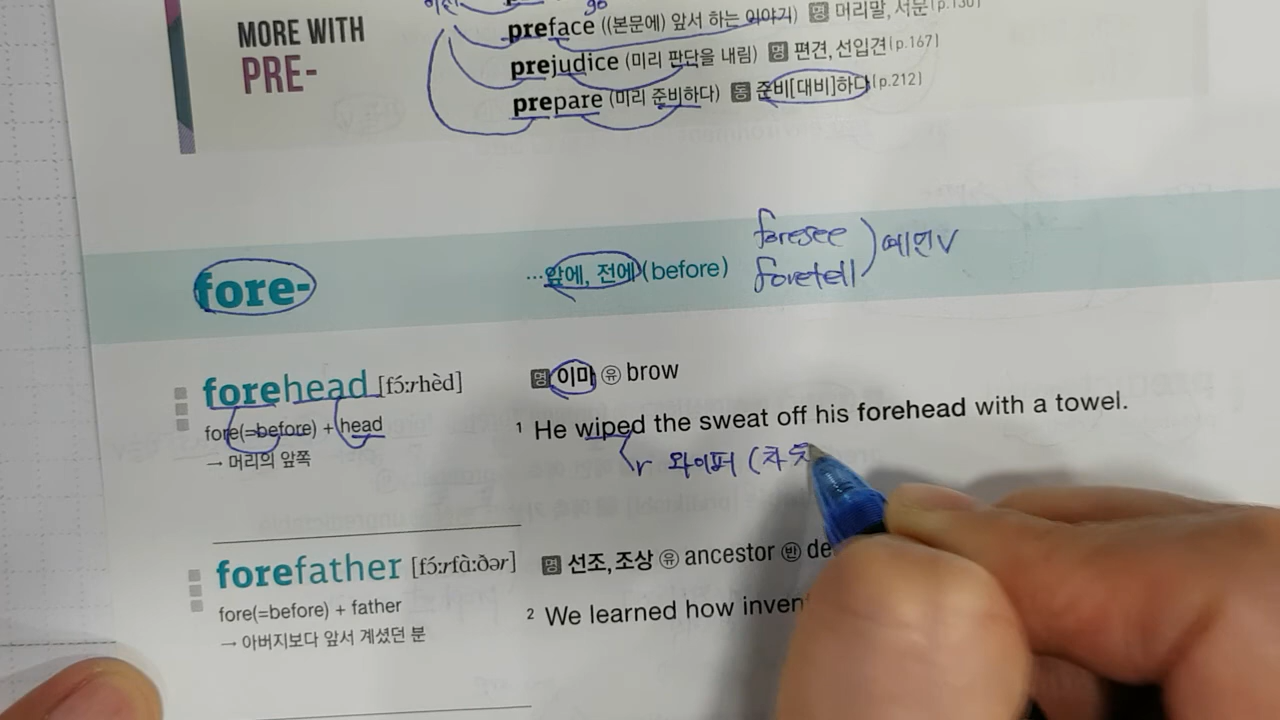 MORE WITH
PRE-
go
preface ((본문에) 앞서 하는 이야기) 명 머리말, 서문[p.130]
prejudice (미리 판단을 내림) 명 편견, 선입견[p.167]
prepare (미리 준비하다) 동 준비[대비]하다[p.212]
fore-
…앞에, 전에(before)
foresee
foretell
예언V
forehead [fɔ́ːrhèd]
명 이마 유 brow
fore(=before) + head
→ 머리의 앞쪽
1 He wiped the sweat off his forehead with a towel.
r 와이퍼 (차
forefather [fɔ́ːrfɑ̀ːðər]
명 선조, 조상 유 ancestor 반 de
fore(=before) + father
→ 아버지보다 앞서 계셨던 분
2 We learned how inven